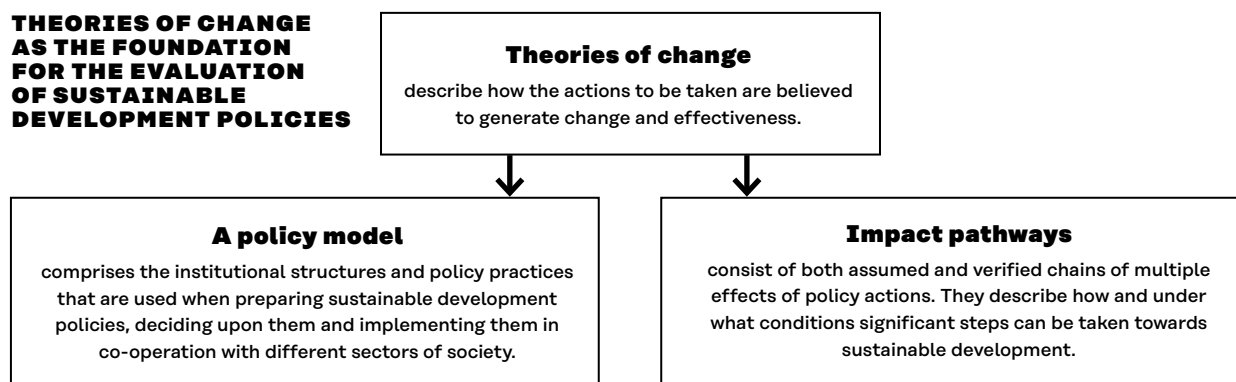 THEORIES OF CHANGE
AS THE FOUNDATION
FOR THE EVALUATION
OF SUSTAINABLE
DEVELOPMENT POLICIES
Theories of change
describe how the actions to be taken are believed
to generate change and effectiveness.
A policy model
comprises the institutional structures and policy practices
that are used when preparing sustainable development
policies, deciding upon them and implementing them in
co-operation with different sectors of society.
Impact pathways
consist of both assumed and verified chains of multiple
effects of policy actions. They describe how and under
what conditions significant steps can be taken towards
sustainable development.